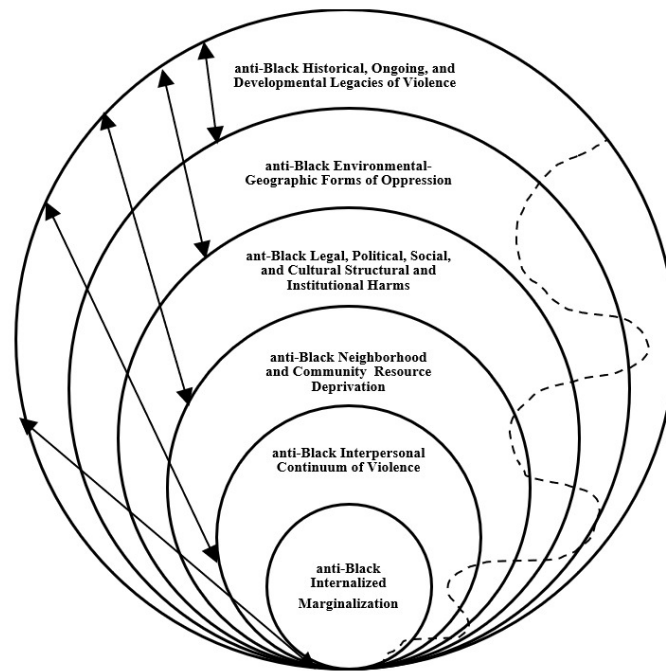 anti-Black Historical, Ongoing, and
Developmental Legacies of Violence
anti-Black Environmental-
Geographic Forms of Oppression
ant-Black Legal, Political, Social,
and Cultural Structural and
Institutional Harms
anti-Black Neighborhood
and Community Resource
Deprivation
anti-Black Interpersonal
Continuum of Violence
anti-Black
Internalized
Marginalization